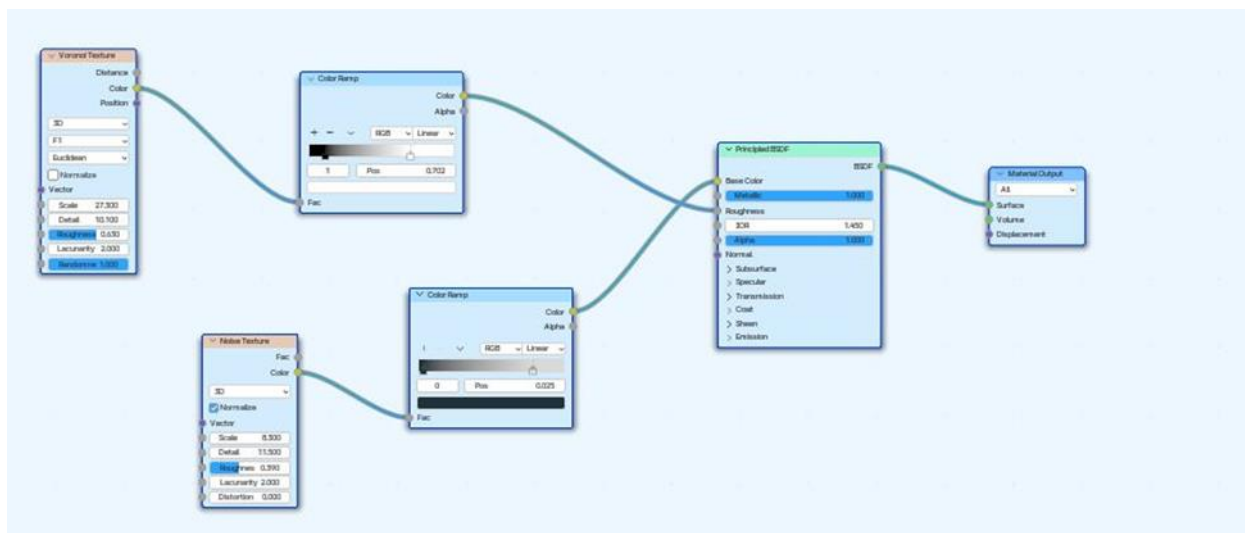 Voronoi Texture
Distance
Color
Position
3D
F1
Euclidean
Normalize
Vector
Scale 27.300
Detail 10.100
Roughness 0.630
Lacunarity 2.000
Randomne 1.000
Color Ramp
Color
Alpha
RGB Linear
1 Pos 0.702
Fac
Noise Texture
Fac
Color
3D
Normalize
Vector
Scale 8.300
Detail 11.500
Roughnes 0.390
Lacunarity 2.000
Distortion 0.000
Color Ramp
Color
Alpha
RGB Linear
0 Pos 0.025
Fac
Principled BSDF
BSDF
Base Color
Metallic 1.000
Roughness
IOR 1.450
Alpha 1.000
Normal
Subsurface
Specular
Transmission
Coat
Sheen
Emission
Material Output
All
Surface
Volume
Displacement